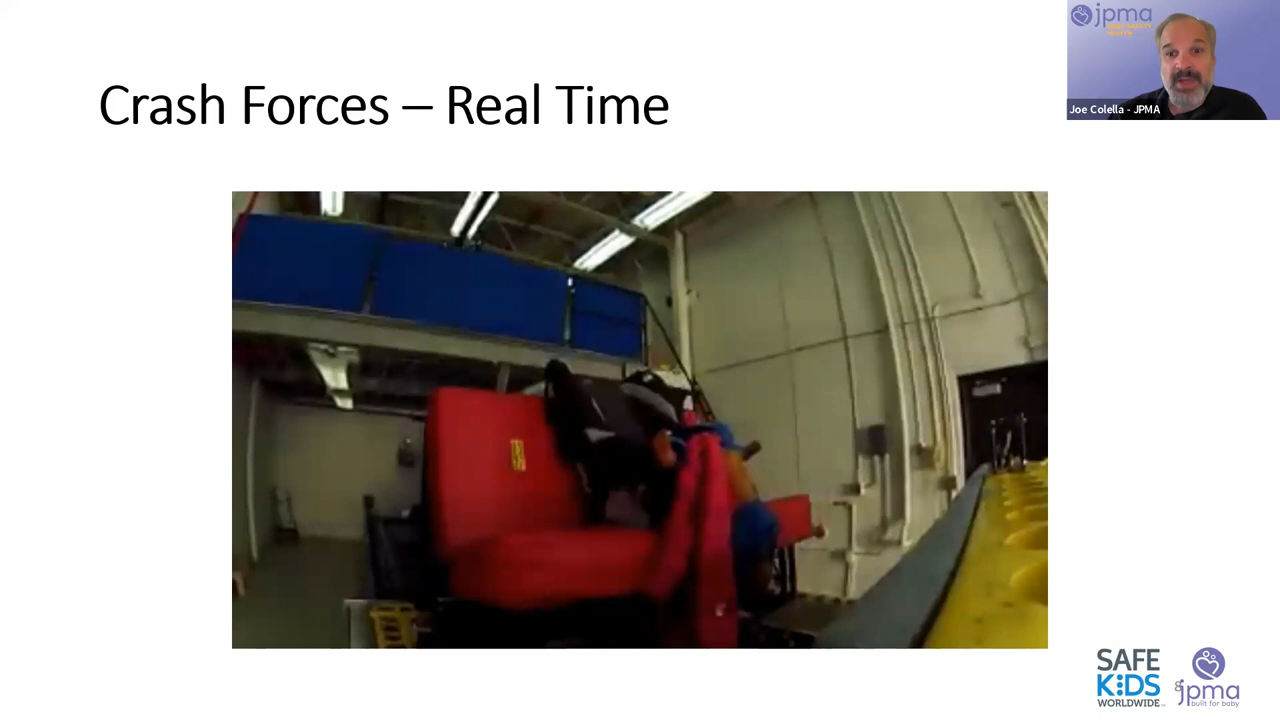 Crash Forces – Real Time
jpma
Joe Colella - JPMA
SAFE
KIDS
WORLDWIDE
jpma
built for baby